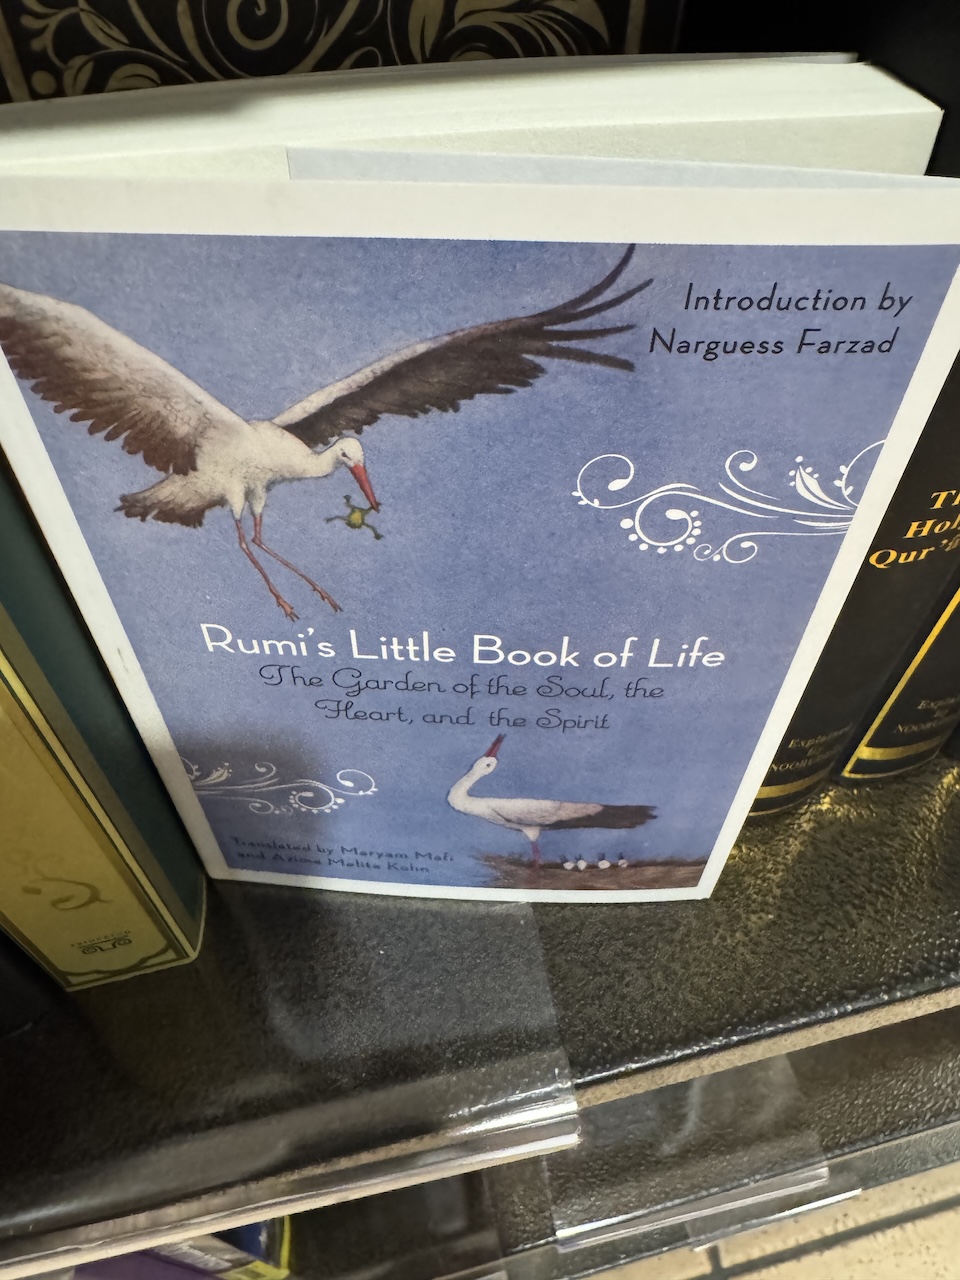 Introduction by
Narguess Farzad
Rumi's Little Book of Life
The Garden of the Soul, the
Heart, and the Spirit
Translated by Maryam Mafi
and Azima Melita Kolin
Qur'